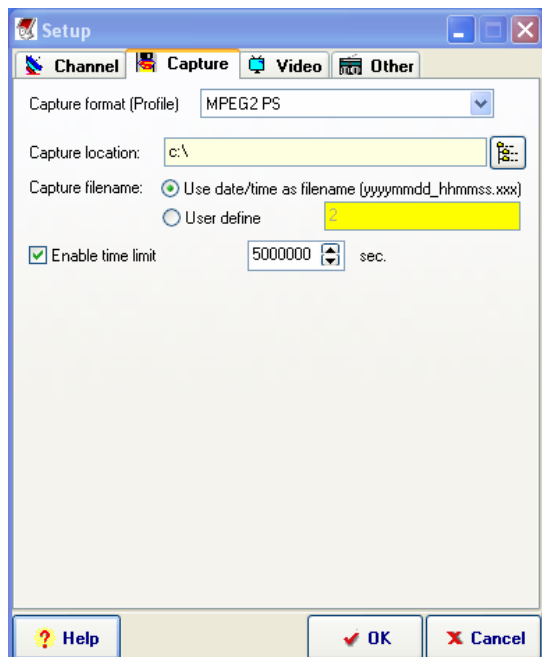 Setup
Channel Capture Video Other
Capture format (Profile) MPEG2 PS
Capture location: c:\
Capture filename: Use date/time as filename (yyyymmdd_hhmmss.xxx)
User define 2
Enable time limit 5000000 sec.
? Help OK X Cancel